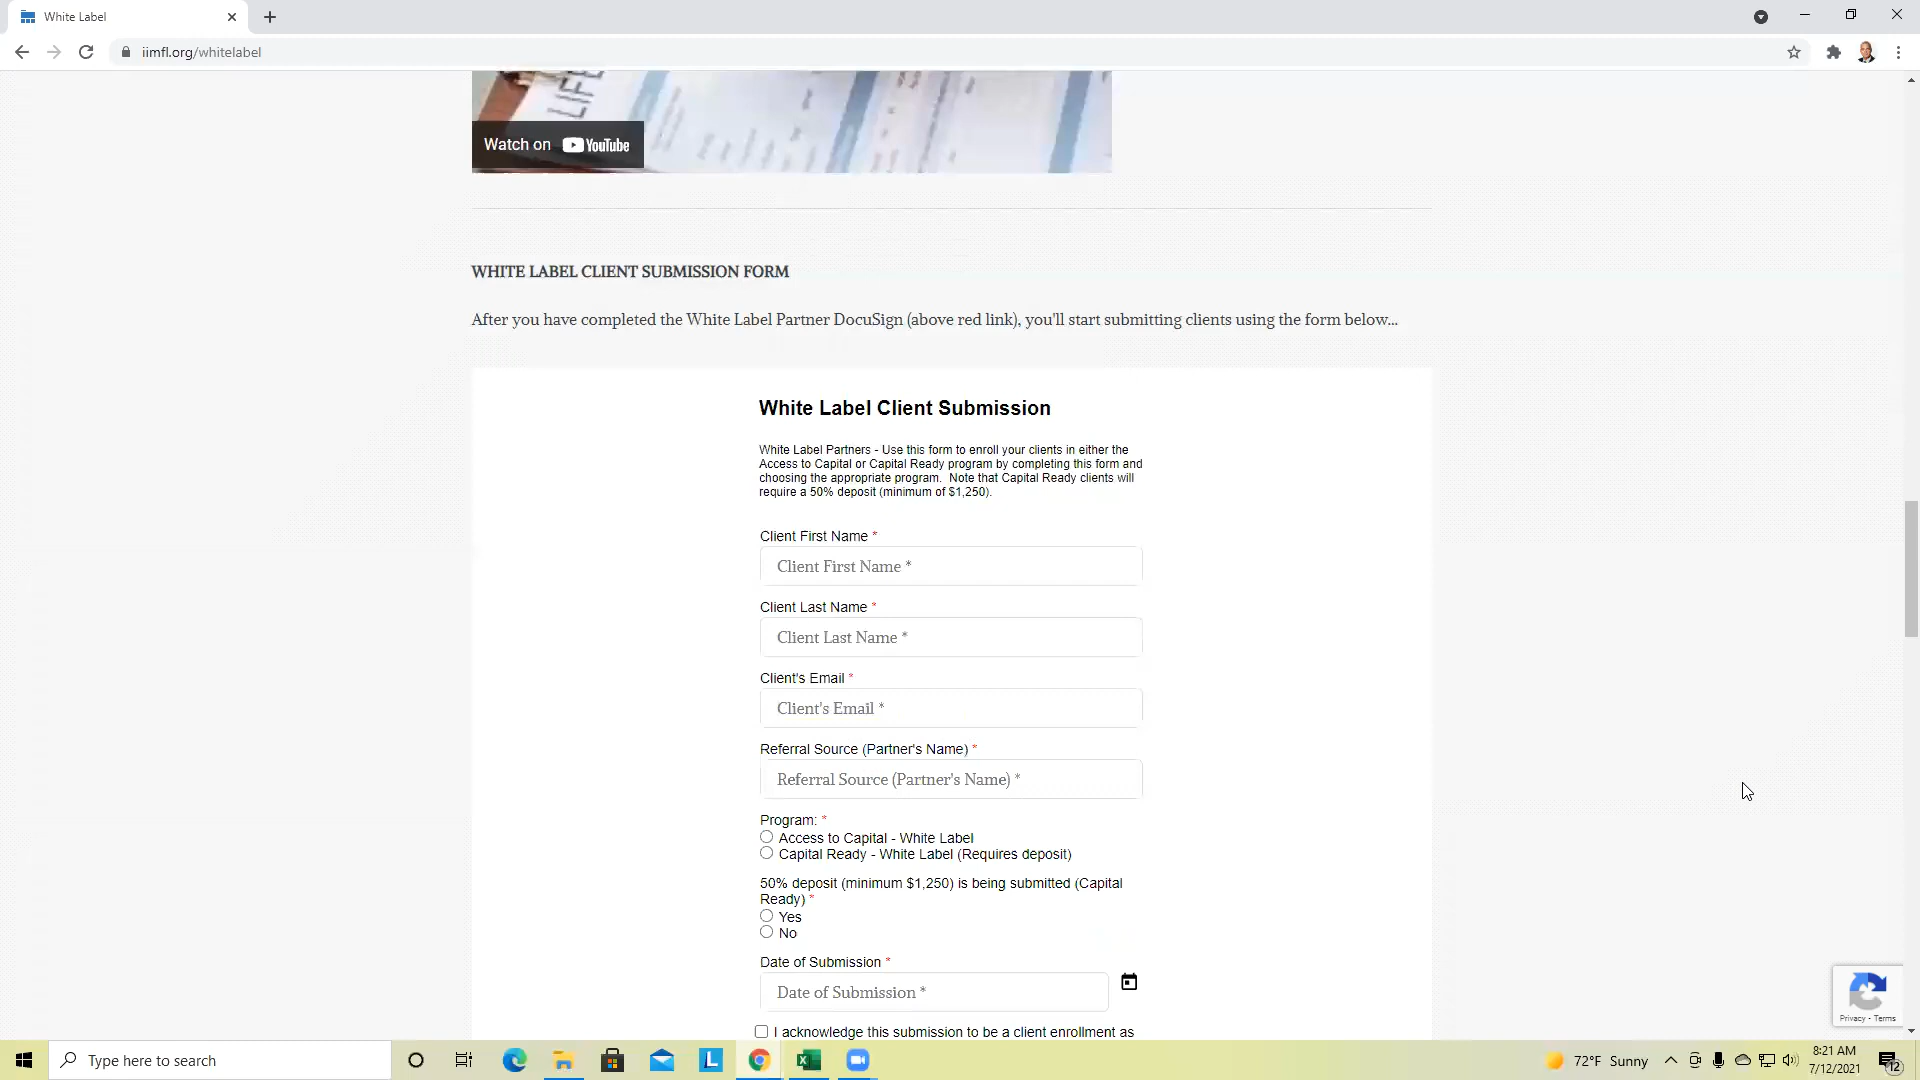 White Label
iimfl.org/whitelabel
LIFE
Watch on YouTube
WHITE LABEL CLIENT SUBMISSION FORM
After you have completed the White Label Partner DocuSign (above red link), you'll start submitting clients using the form below...
White Label Client Submission
White Label Partners - Use this form to enroll your clients in either the
Access to Capital or Capital Ready program by completing this form and
choosing the appropriate program. Note that Capital Ready clients will
require a 50% deposit (minimum of $1,250).
Client First Name *
Client First Name *
Client Last Name *
Client Last Name *
Client's Email *
Client's Email *
Referral Source (Partner's Name) *
Referral Source (Partner's Name) *
Program: *
Access to Capital - White Label
Capital Ready - White Label (Requires deposit)
50% deposit (minimum $1,250) is being submitted (Capital
Ready) *
Yes
No
Date of Submission *
Date of Submission *
I acknowledge this submission to be a client enrollment as
Privacy - Terms
Type here to search
L
72°F Sunny
8:21 AM
7/12/2021
12